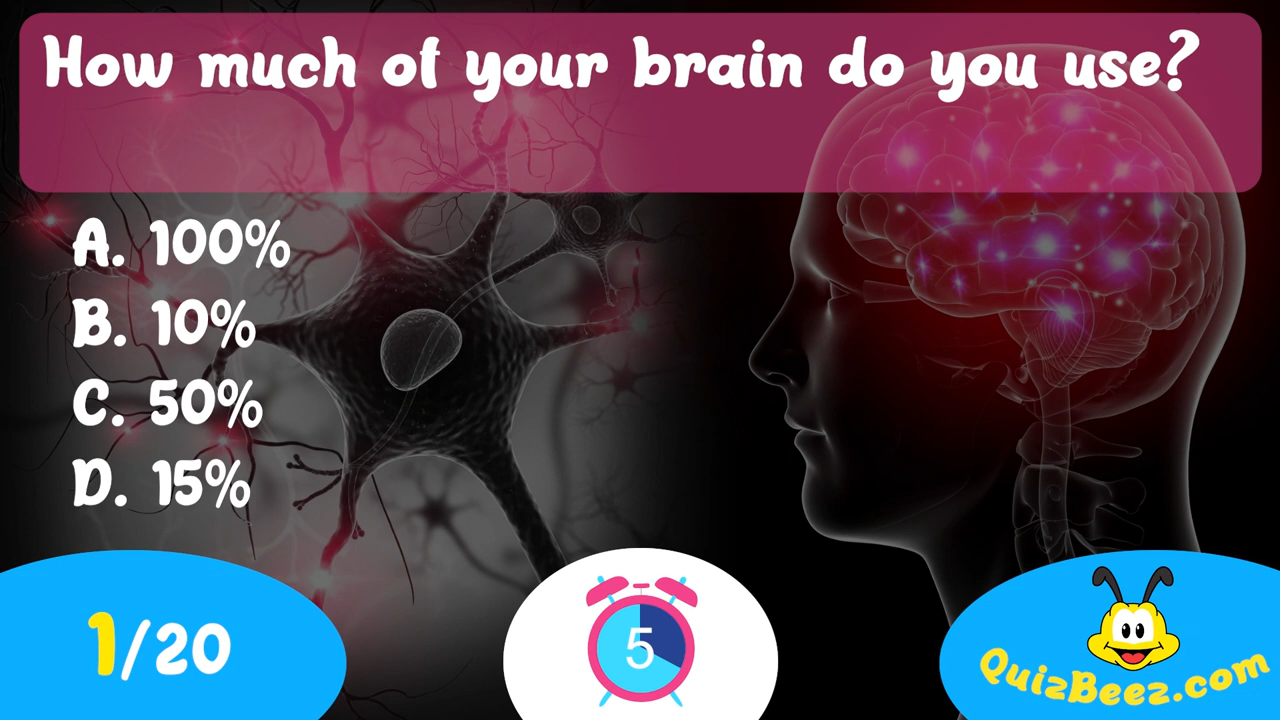 How much of your brain do you use?
A. 100%
B. 10%
C. 50%
D. 15%
1/20
5
QuizBeez.com